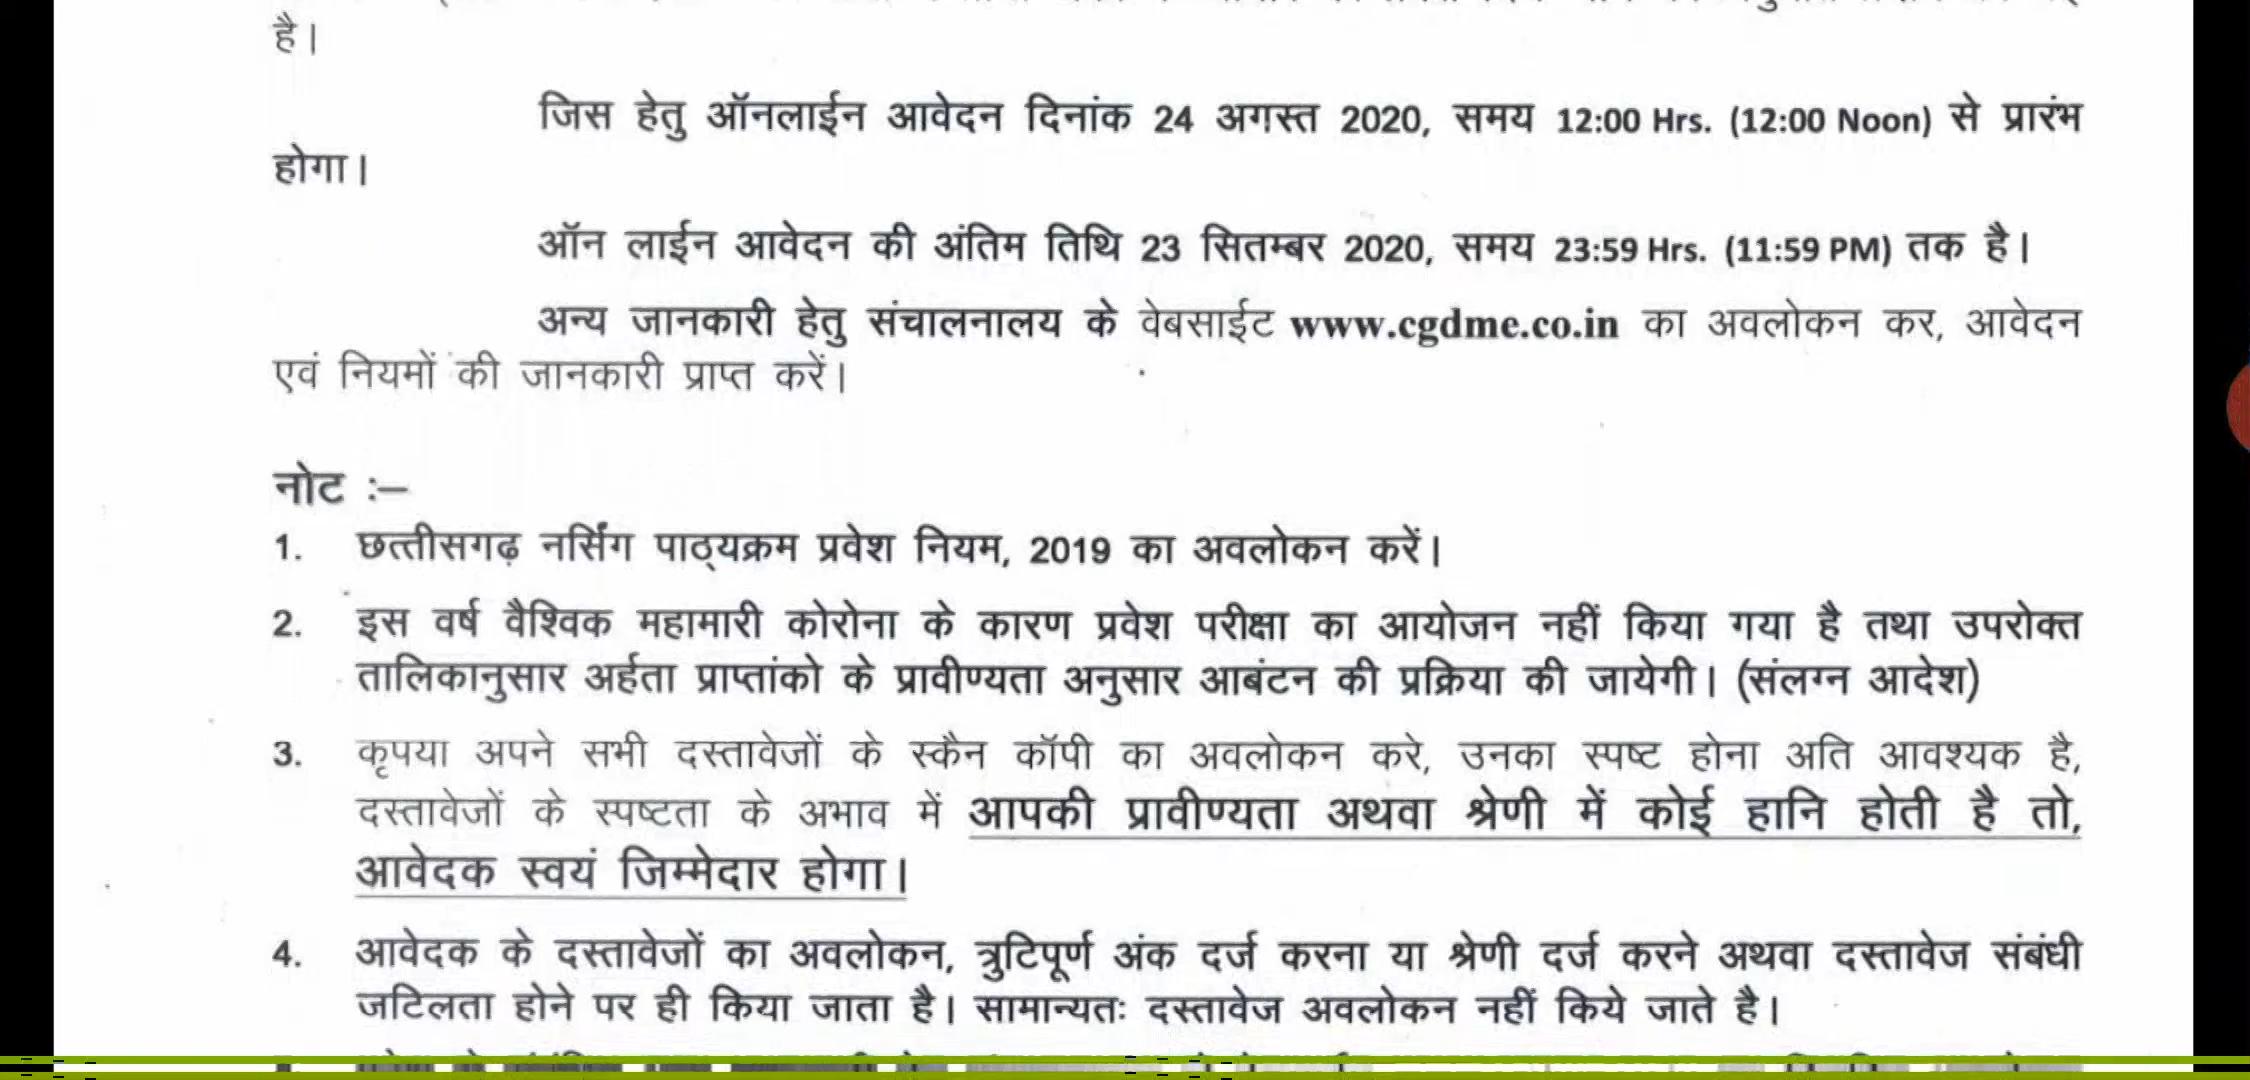 है।
जिस हेतु ऑनलाईन आवेदन दिनांक 24 अगस्त 2020, समय 12:00 Hrs. (12:00 Noon) से प्रारंभ
होगा।
ऑन लाईन आवेदन की अंतिम तिथि 23 सितम्बर 2020, समय 23:59 Hrs. (11:59 PM) तक है।
अन्य जानकारी हेतु संचालनालय के वेबसाईट www.cgdme.co.in का अवलोकन कर, आवेदन
एवं नियमों की जानकारी प्राप्त करें।
नोट :–
1. छत्तीसगढ़ नर्सिंग पाठ्यक्रम प्रवेश नियम, 2019 का अवलोकन करें।
2. इस वर्ष वैश्विक महामारी कोरोना के कारण प्रवेश परीक्षा का आयोजन नहीं किया गया है तथा उपरोक्त
तालिकानुसार अर्हता प्राप्तांको के प्रावीण्यता अनुसार आबंटन की प्रक्रिया की जायेगी। (संलग्न आदेश)
3. कृपया अपने सभी दस्तावेजों के स्कैन कॉपी का अवलोकन करे, उनका स्पष्ट होना अति आवश्यक है,
दस्तावेजों के स्पष्टता के अभाव में आपकी प्रावीण्यता अथवा श्रेणी में कोई हानि होती है तो,
आवेदक स्वयं जिम्मेदार होगा।
4. आवेदक के दस्तावेजों का अवलोकन, त्रुटिपूर्ण अंक दर्ज करना या श्रेणी दर्ज करने अथवा दस्तावेज संबंधी
जटिलता होने पर ही किया जाता है। सामान्यतः दस्तावेज अवलोकन नहीं किये जाते है।